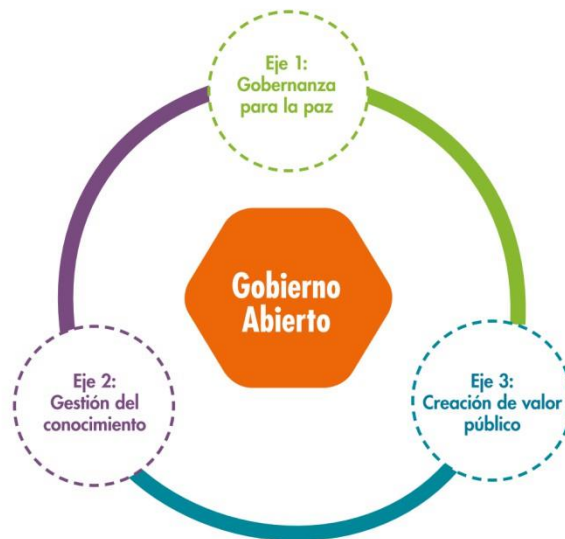 Eje 1:
Gobernanza
para la paz
Gobierno
Abierto
Eje 2:
Gestión del
conocimiento
Eje 3:
Creación de valor
público